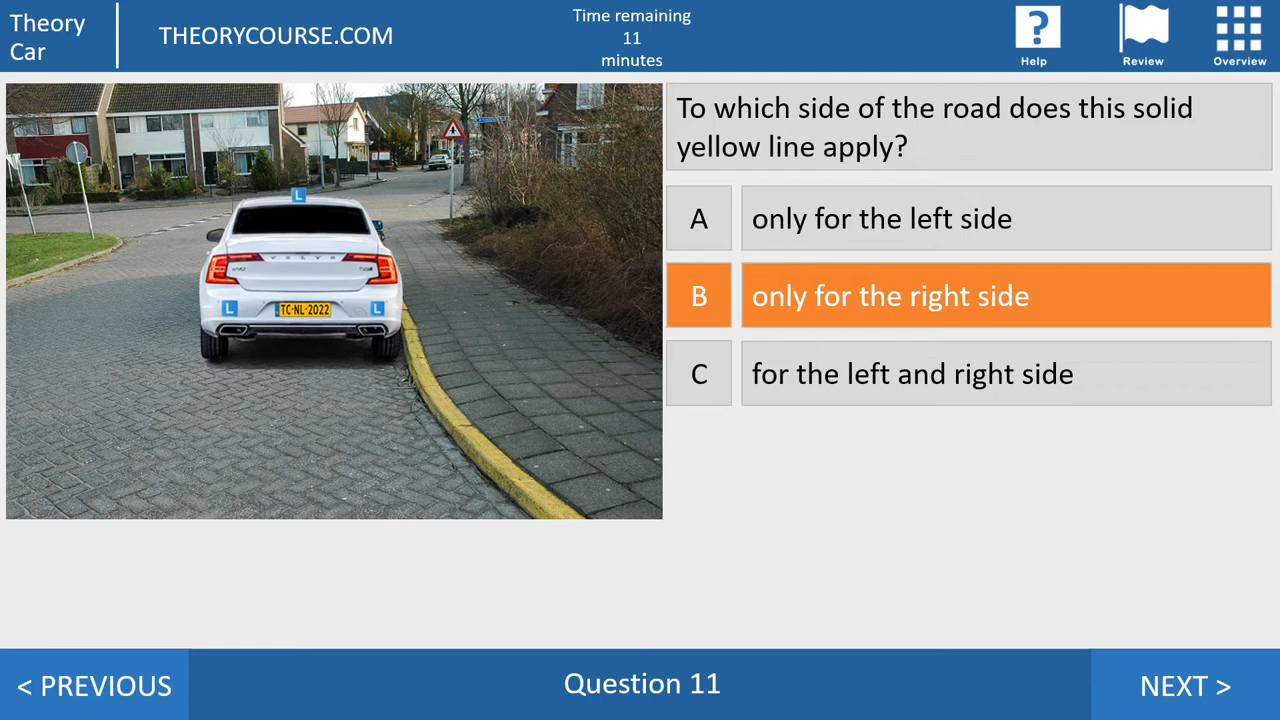 Theory
Car
THEORYCOURSE.COM
Time remaining
11
minutes
Help
Review
Overview
L
VOLVO
L
TC-NL-2022
L
To which side of the road does this solid
yellow line apply?
A only for the left side
B only for the right side
C for the left and right side
< PREVIOUS
Question 11
NEXT >